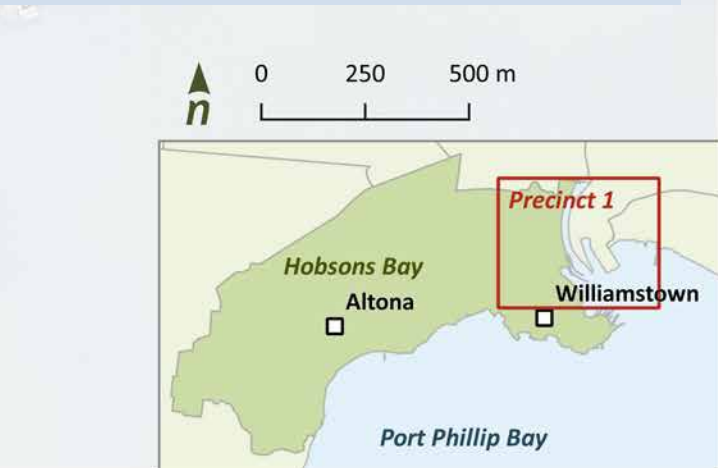 0 250 500 m
n
Precinct 1
Hobsons Bay
Williamstown
Altona
Port Phillip Bay